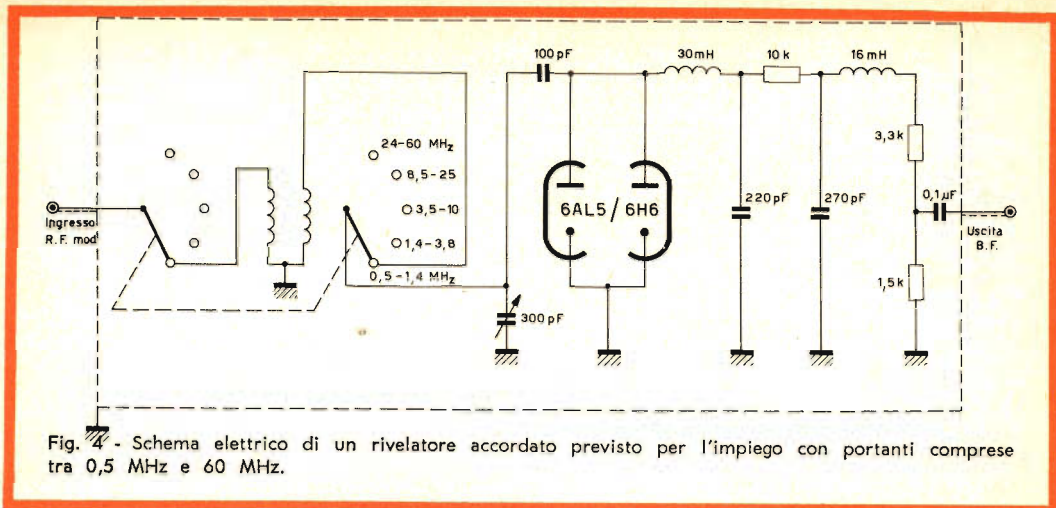 100 pF
30 mH
10 k
16 mH
24-60 MHz
8,5-25
3,5-10
1,4-3,8
0,5-1,4 MHz
Ingresso
R.F. mod
300 pF
6AL5 / 6H6
220 pF
270 pF
3,3 k
0,1 µF
1,5 k
Uscita
B.F.
Fig. 4 - Schema elettrico di un rivelatore accordato previsto per l'impiego con portanti comprese
tra 0,5 MHz e 60 MHz.